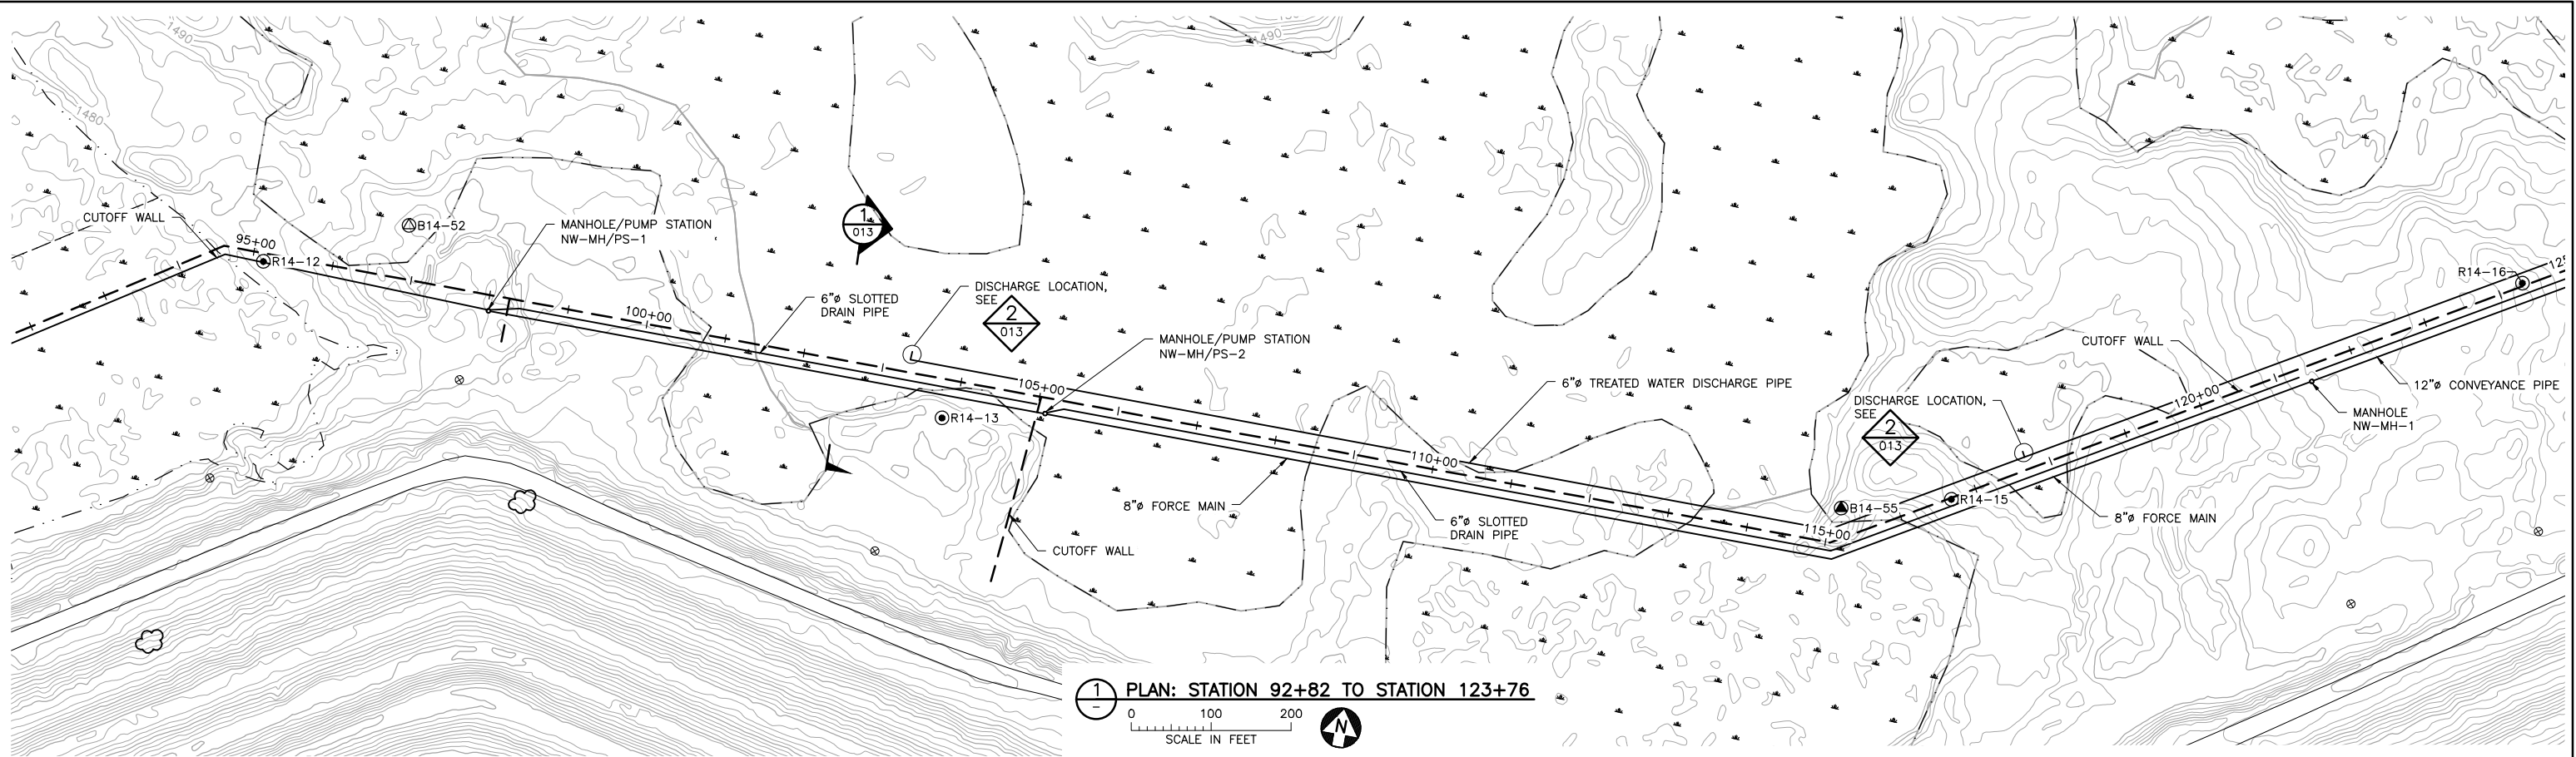 1490
1490
1480
CUTOFF WALL
95+00
R14-12
B14-52
MANHOLE/PUMP STATION
NW-MH/PS-1
1
013
100+00
6"ø SLOTTED
DRAIN PIPE
DISCHARGE LOCATION,
SEE
2
013
MANHOLE/PUMP STATION
NW-MH/PS-2
105+00
R14-13
6"ø TREATED WATER DISCHARGE PIPE
110+00
8"ø FORCE MAIN
6"ø SLOTTED
DRAIN PIPE
CUTOFF WALL
115+00
B14-55
DISCHARGE LOCATION,
SEE
2
013
R14-15
8"ø FORCE MAIN
CUTOFF WALL
120+00
R14-16
12"ø CONVEYANCE PIPE
MANHOLE
NW-MH-1
1
-
PLAN: STATION 92+82 TO STATION 123+76
0 100 200
SCALE IN FEET
N